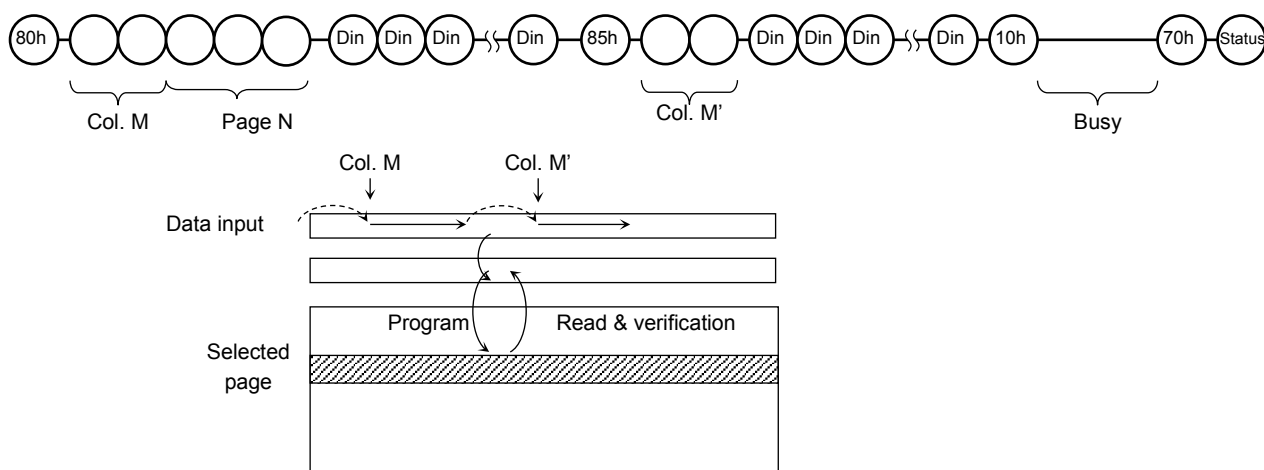 80h Din Din Din Din 85h Din Din Din Din 10h 70h Status
Col. M Page N Col. M’ Busy
Col. M Col. M’
Data input
Program Read & verification
Selected
page